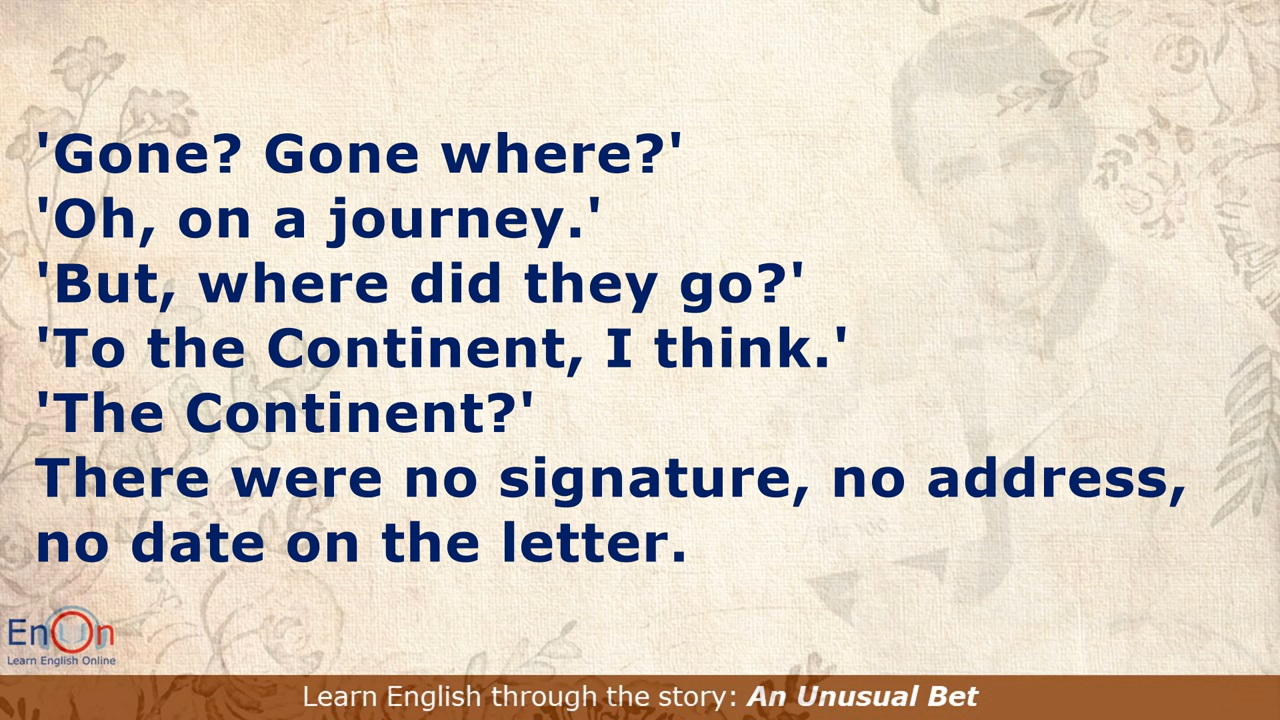 'Gone? Gone where?'
'Oh, on a journey.'
'But, where did they go?'
'To the Continent, I think.'
'The Continent?'
There were no signature, no address,
no date on the letter.
EnOn
Learn English Online
Learn English through the story: An Unusual Bet